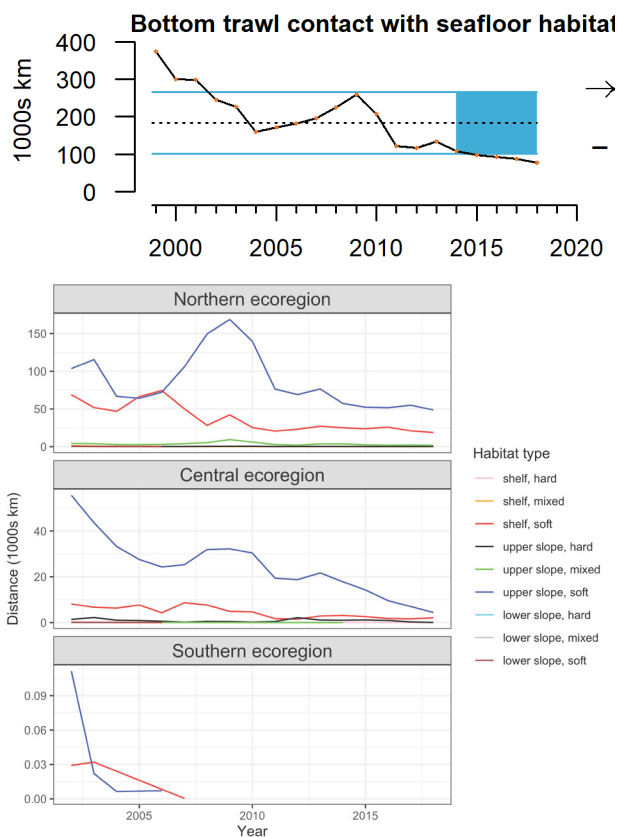 Bottom trawl contact with seafloor habitat
1000s km
400
300
200
100
0
2000 2005 2010 2015 2020
→
–
Northern ecoregion
150
100
50
0
Central ecoregion
40
20
0
Southern ecoregion
0.09
0.06
0.03
0.00
2005 2010 2015
Year
Distance (1000s km)
Habitat type
shelf, hard
shelf, mixed
shelf, soft
upper slope, hard
upper slope, mixed
upper slope, soft
lower slope, hard
lower slope, mixed
lower slope, soft